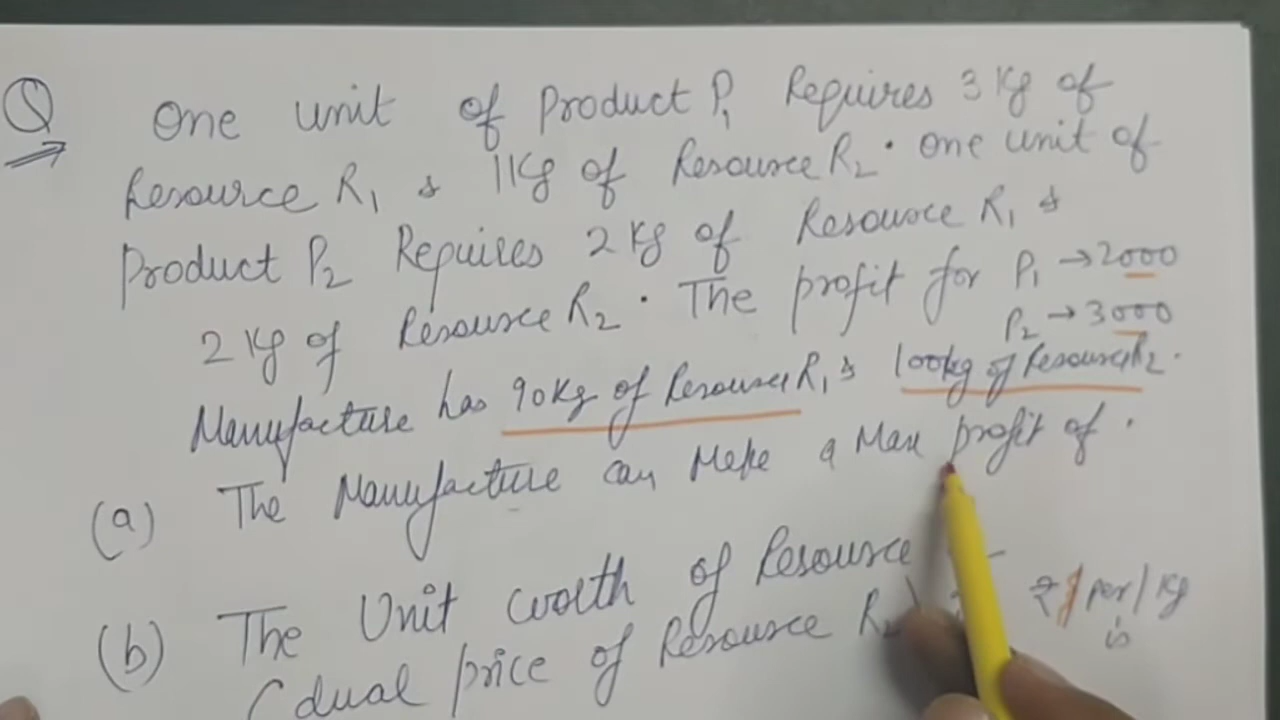 Q One unit of Product P1 Requires 3 Kg of
Resource R1 & 1Kg of Resource R2. One unit of
Product P2 Requires 2 Kg of Resource R1 &
2 Kg of Resource R2. The profit for P1 → 2000
P2 → 3000
Manufacture has 90Kg of Resource R1 & 100kg of Resource R2.
(a) The Manufacture can Make a Max profit of.
(b) The Unit worth of Resource
(dual price of Resource R2 ₹ per/Kg
is